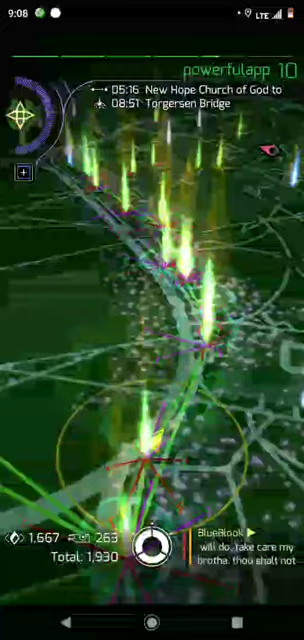 9:08
LTE
powerfulapp 10
05:16 New Hope Church of God to
08:51 Torgersen Bridge
1,667 263
Total: 1,930
BlueBlook
will do. take care my
brotha. thou shalt not